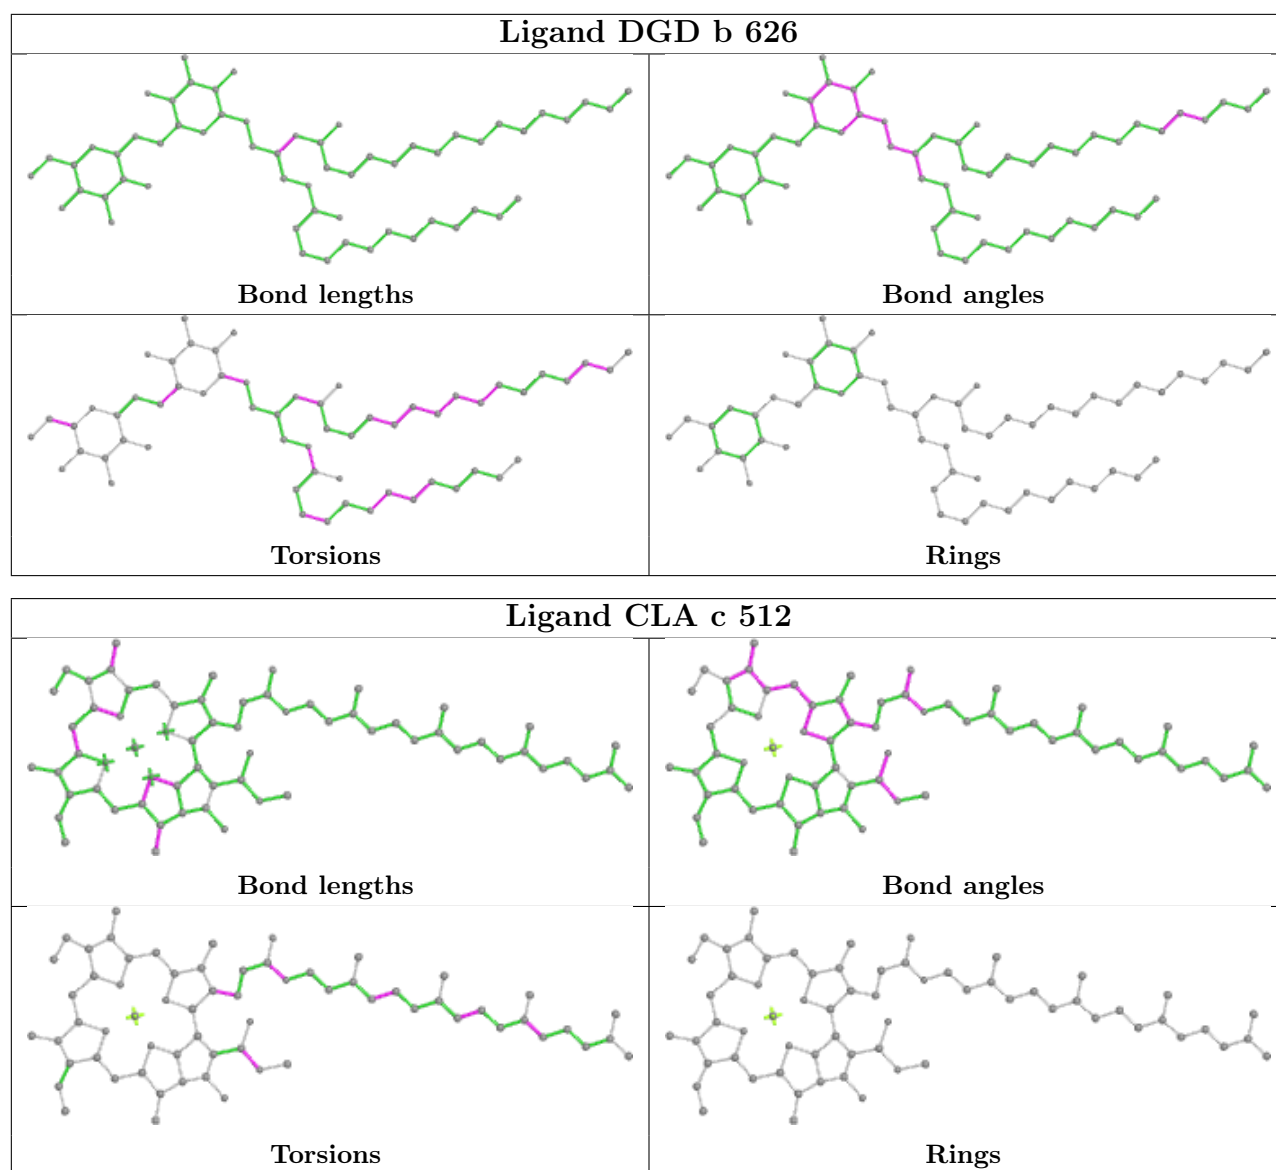 Ligand DGD b 626
Bond lengths
Bond angles
Torsions
Rings
Ligand CLA c 512
Bond lengths
Bond angles
Torsions
Rings